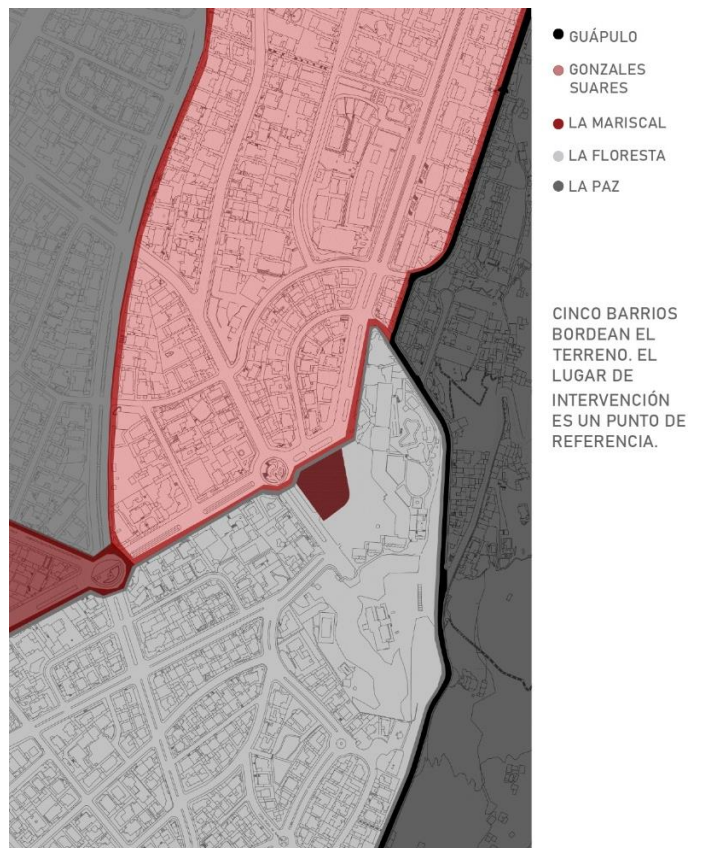 GUÁPULO
GONZALES
SUARES
LA MARISCAL
LA FLORESTA
LA PAZ
CINCO BARRIOS
BORDEAN EL
TERRENO. EL
LUGAR DE
INTERVENCIÓN
ES UN PUNTO DE
REFERENCIA.